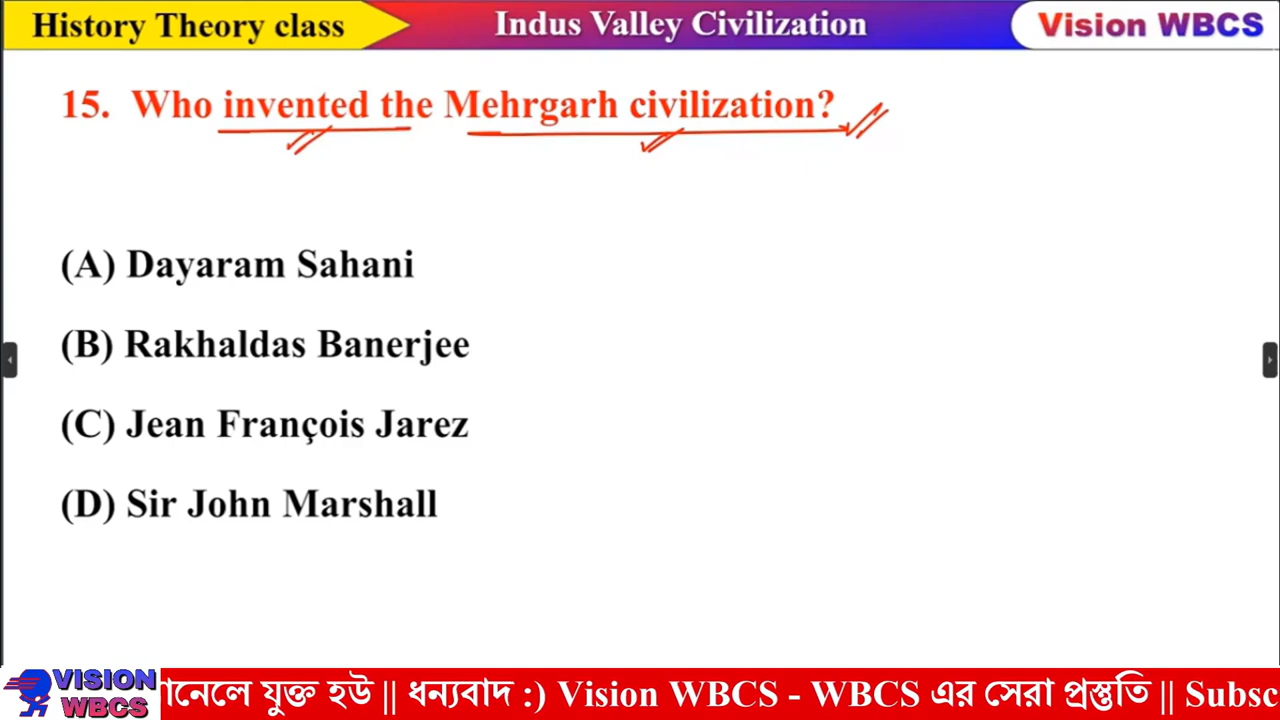 History Theory class
Indus Valley Civilization
Vision WBCS
15. Who invented the Mehrgarh civilization?
(A) Dayaram Sahani
(B) Rakhaldas Banerjee
(C) Jean François Jarez
(D) Sir John Marshall
VISION
WBCS
নেলে যুক্ত হউ || ধন্যবাদ :) Vision WBCS - WBCS এর সেরা প্রস্তুতি || Subsc